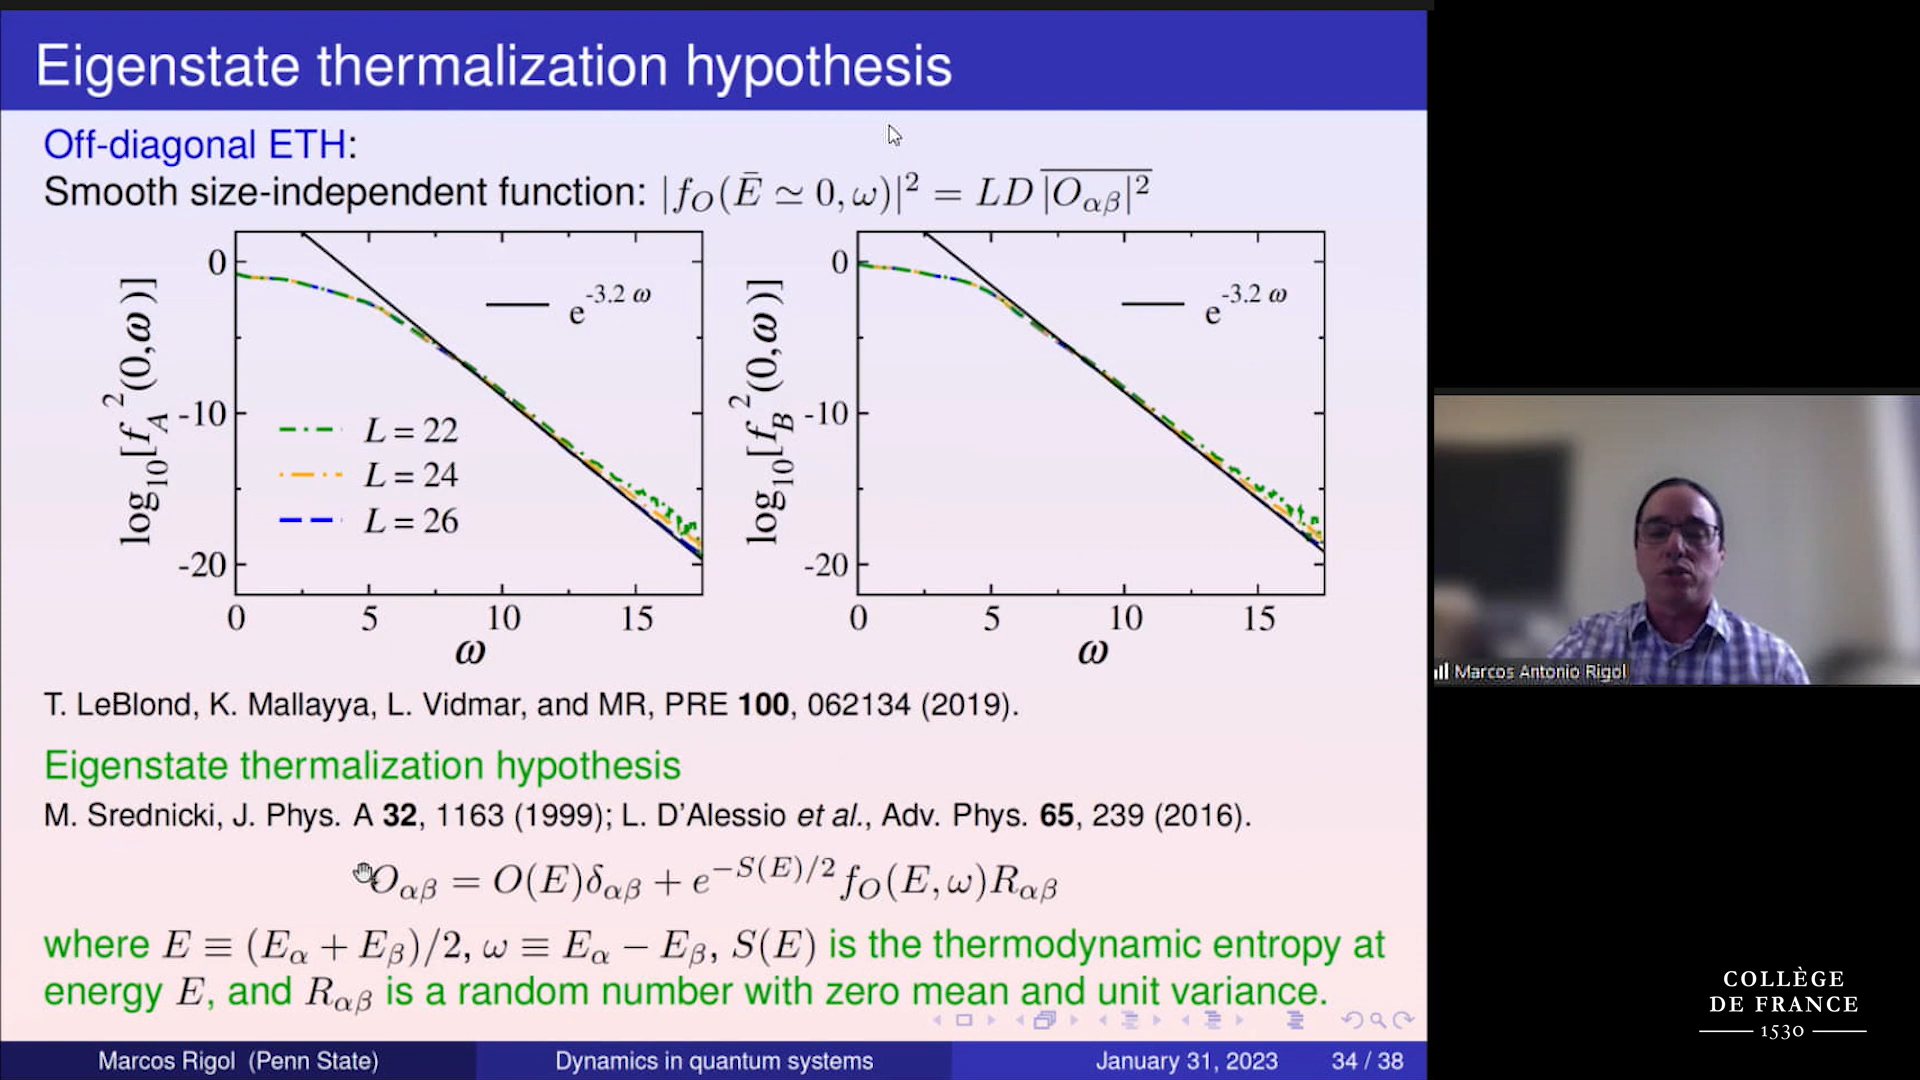 Eigenstate thermalization hypothesis
Off-diagonal ETH:
Smooth size-independent function: |f_O(Ē ≃ 0, ω)|² = LD \overline{|O_{αβ}|²}
log₁₀[f_A²(0,ω)]
0
-10
-20
e^{-3.2 ω}
L = 22
L = 24
L = 26
0 5 10 15
ω
log₁₀[f_B²(0,ω)]
0
-10
-20
e^{-3.2 ω}
0 5 10 15
ω
T. LeBlond, K. Mallayya, L. Vidmar, and MR, PRE 100, 062134 (2019).
Eigenstate thermalization hypothesis
M. Srednicki, J. Phys. A 32, 1163 (1999); L. D'Alessio et al., Adv. Phys. 65, 239 (2016).
O_{αβ} = O(E)δ_{αβ} + e^{-S(E)/2} f_O(E, ω)R_{αβ}
where E ≡ (E_α + E_β)/2, ω ≡ E_α − E_β, S(E) is the thermodynamic entropy at
energy E, and R_{αβ} is a random number with zero mean and unit variance.
Marcos Rigol (Penn State) Dynamics in quantum systems January 31, 2023 34 / 38
Marcos Antonio Rigol
COLLÈGE
DE FRANCE
1530